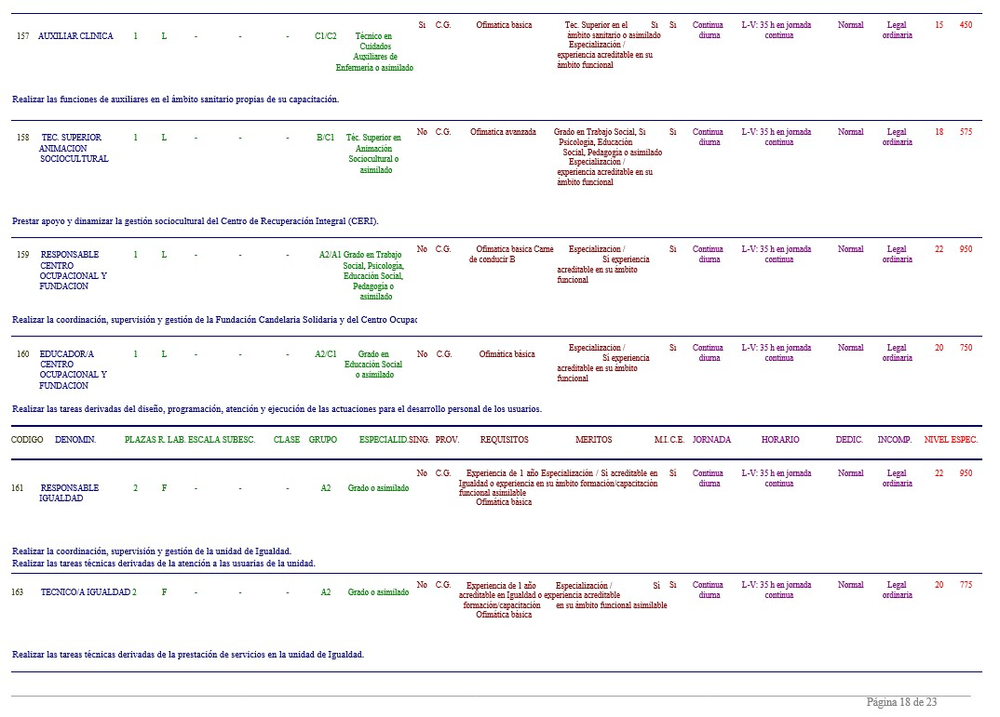 Si C.G. Ofimática básica Tec. Superior en el Si Si Continua L-V: 35 h en jornada Normal Legal 15 450
157 AUXILIAR CLINICA 1 L - - - C1/C2 Técnico en ámbito sanitario o asimilado diurna continua ordinaria
Cuidados Especialización /
Auxiliares de experiencia acreditable en su
Enfermería o asimilado ámbito funcional
Realizar las funciones de auxiliares en el ámbito sanitario propias de su capacitación.
No C.G. Ofimática avanzada Grado en Trabajo Social, Si Si Continua L-V: 35 h en jornada Normal Legal 18 575
158 TEC. SUPERIOR 1 L - - - B/C1 Téc. Superior en Psicología, Educación diurna continua ordinaria
ANIMACION Animación Social, Pedagogía o asimilado
SOCIOCULTURAL Sociocultural o Especialización /
asimilado experiencia acreditable en su
ámbito funcional
Prestar apoyo y dinamizar la gestión sociocultural del Centro de Recuperación Integral (CERI).
No C.G. Ofimática básica Carne Especialización / Si Continua L-V: 35 h en jornada Normal Legal 22 950
159 RESPONSABLE 1 L - - - A2/A1 Grado en Trabajo de conducir B Si experiencia diurna continua ordinaria
CENTRO Social, Psicología, acreditable en su ámbito
OCUPACIONAL Y Educación Social, funcional
FUNDACION Pedagogía o
asimilado
Realizar la coordinación, supervisión y gestión de la Fundación Candelaria Solidaria y del Centro Ocupac
Especialización / Si Continua L-V: 35 h en jornada Normal Legal 20 750
160 EDUCADOR/A 1 L - - - A2/C1 Grado en No C.G. Ofimática básica Si experiencia diurna continua ordinaria
CENTRO Educación Social acreditable en su ámbito
OCUPACIONAL Y o asimilado funcional
FUNDACION
Realizar las tareas derivadas del diseño, programación, atención y ejecución de las actuaciones para el desarrollo personal de los usuarios.
CODIGO DENOMIN. PLAZAS R. LAB. ESCALA SUBESC. CLASE GRUPO ESPECIALID.SING. PROV. REQUISITOS MERITOS M.I. C.E. JORNADA HORARIO DEDIC. INCOMP. NIVEL ESPEC.
No C.G. Experiencia de 1 año Especialización / Si acreditable en Si Continua L-V: 35 h en jornada Normal Legal 22 950
161 RESPONSABLE 2 F - - - A2 Grado o asimilado Igualdad o experiencia en su ámbito formación/capacitación diurna continua ordinaria
IGUALDAD funcional asimilable
Ofimática básica
Realizar la coordinación, supervisión y gestión de la unidad de Igualdad.
Realizar las tareas técnicas derivadas de la atención a las usuarias de la unidad.
No C.G. Experiencia de 1 año Especialización / Si Si Continua L-V: 35 h en jornada Normal Legal 20 775
163 TECNICO/A IGUALDAD 2 F - - - A2 Grado o asimilado acreditable en Igualdad o experiencia acreditable diurna continua ordinaria
formación/capacitación en su ámbito funcional asimilable
Ofimática básica
Realizar las tareas técnicas derivadas de la prestación de servicios en la unidad de Igualdad.
Página 18 de 23